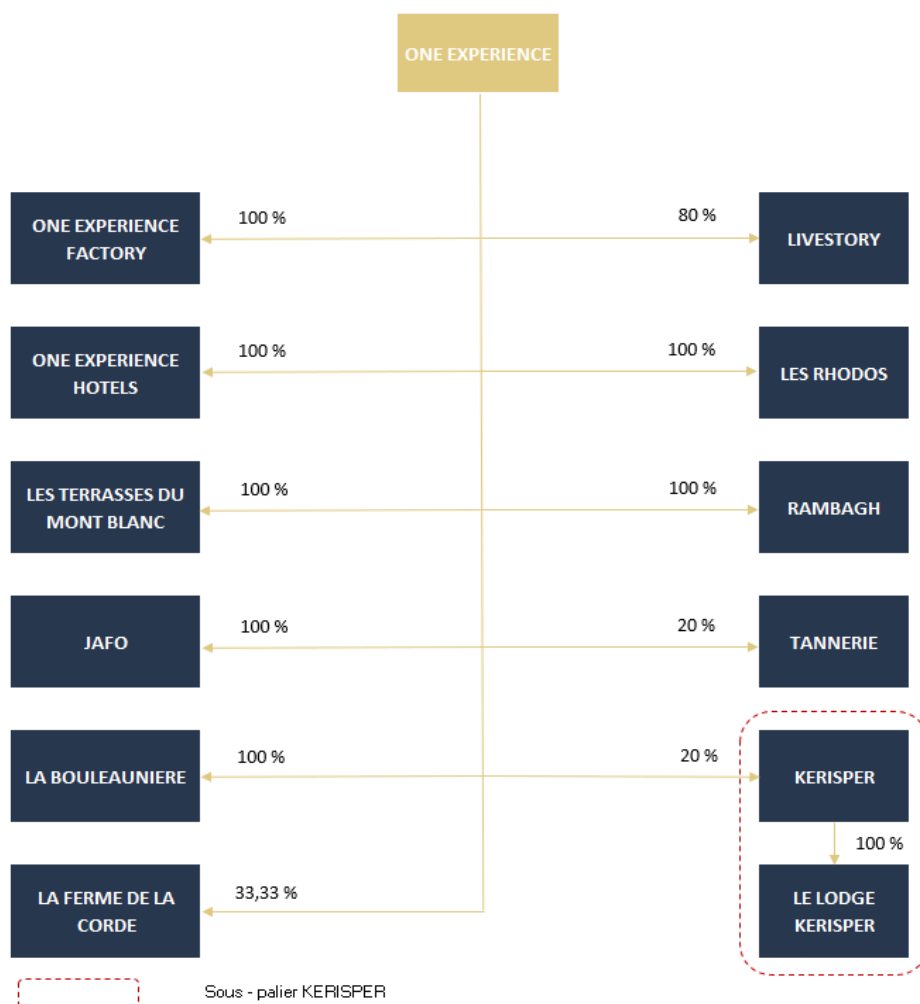 ONE EXPERIENCE
100 %
80 %
ONE EXPERIENCE
FACTORY
LIVESTORY
100 %
100 %
ONE EXPERIENCE
HOTELS
LES RHODOS
100 %
100 %
LES TERRASSES DU
MONT BLANC
RAMBAGH
100 %
20 %
JAFO
TANNERIE
100 %
20 %
LA BOULEAUNIERE
KERISPER
100 %
33,33 %
LA FERME DE LA
CORDE
LE LODGE
KERISPER
Sous - palier KERISPER